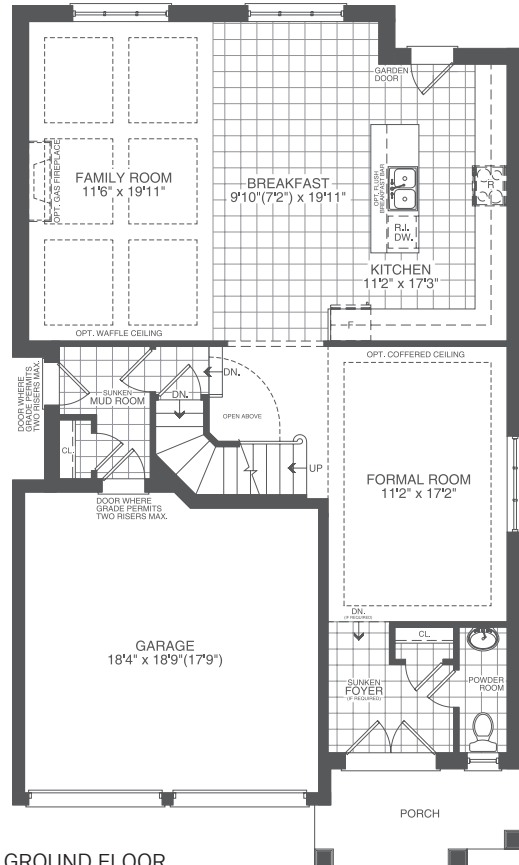 GARDEN
DOOR
OPT. GAS FIREPLACE
FAMILY ROOM
11'6" x 19'11"
BREAKFAST
9'10"(7'2") x 19'11"
OPT. FLUSH
BREAKFAST BAR
R
R.I.
DW.
KITCHEN
11'2" x 17'3"
F
OPT. WAFFLE CEILING
OPT. COFFERED CEILING
DOOR WHERE
GRADE PERMITS
TWO RISERS MAX.
SUNKEN
MUD ROOM
DN.
DN.
OPEN ABOVE
CL.
UP
FORMAL ROOM
11'2" x 17'2"
DOOR WHERE
GRADE PERMITS
TWO RISERS MAX.
DN.
(IF REQUIRED)
CL.
GARAGE
18'4" x 18'9"(17'9")
SUNKEN
FOYER
(IF REQUIRED)
POWDER
ROOM
PORCH
GROUND FLOOR